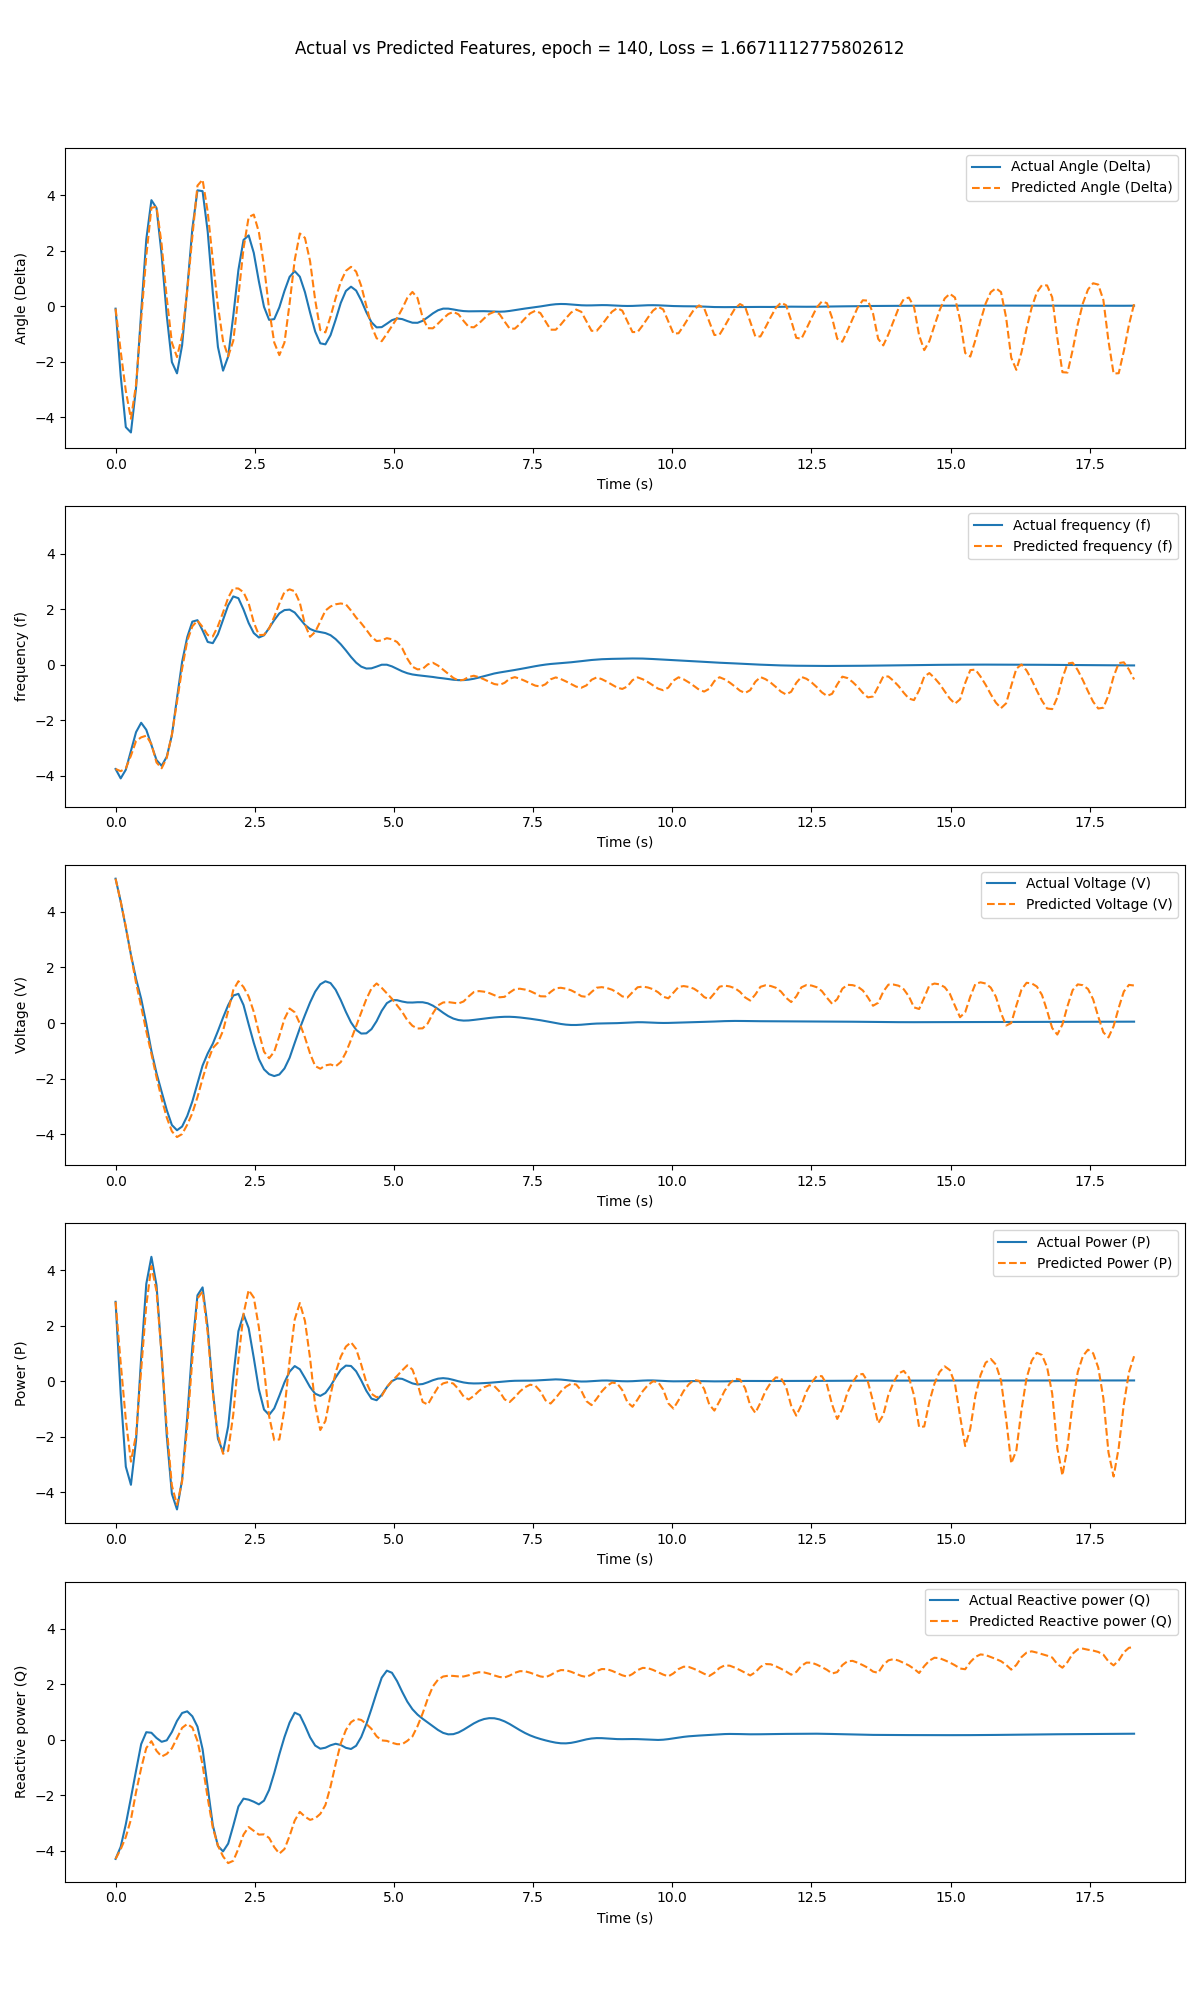 Actual vs Predicted Features, epoch = 140, Loss = 1.6671112775802612
Actual Angle (Delta)
Predicted Angle (Delta)
Angle (Delta)
4
2
0
−2
−4
0.0 2.5 5.0 7.5 10.0 12.5 15.0 17.5
Time (s)
Actual frequency (f)
Predicted frequency (f)
frequency (f)
4
2
0
−2
−4
0.0 2.5 5.0 7.5 10.0 12.5 15.0 17.5
Time (s)
Actual Voltage (V)
Predicted Voltage (V)
Voltage (V)
4
2
0
−2
−4
0.0 2.5 5.0 7.5 10.0 12.5 15.0 17.5
Time (s)
Actual Power (P)
Predicted Power (P)
Power (P)
4
2
0
−2
−4
0.0 2.5 5.0 7.5 10.0 12.5 15.0 17.5
Time (s)
Actual Reactive power (Q)
Predicted Reactive power (Q)
Reactive power (Q)
4
2
0
−2
−4
0.0 2.5 5.0 7.5 10.0 12.5 15.0 17.5
Time (s)